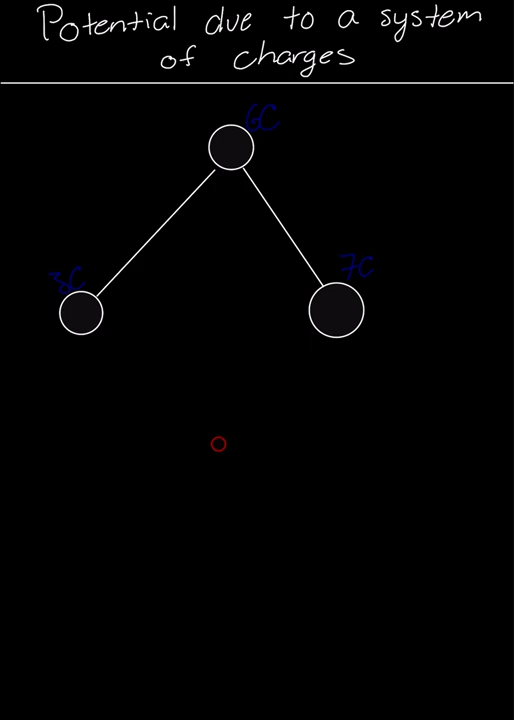 Potential due to a system
of charges
6C
3C
7C